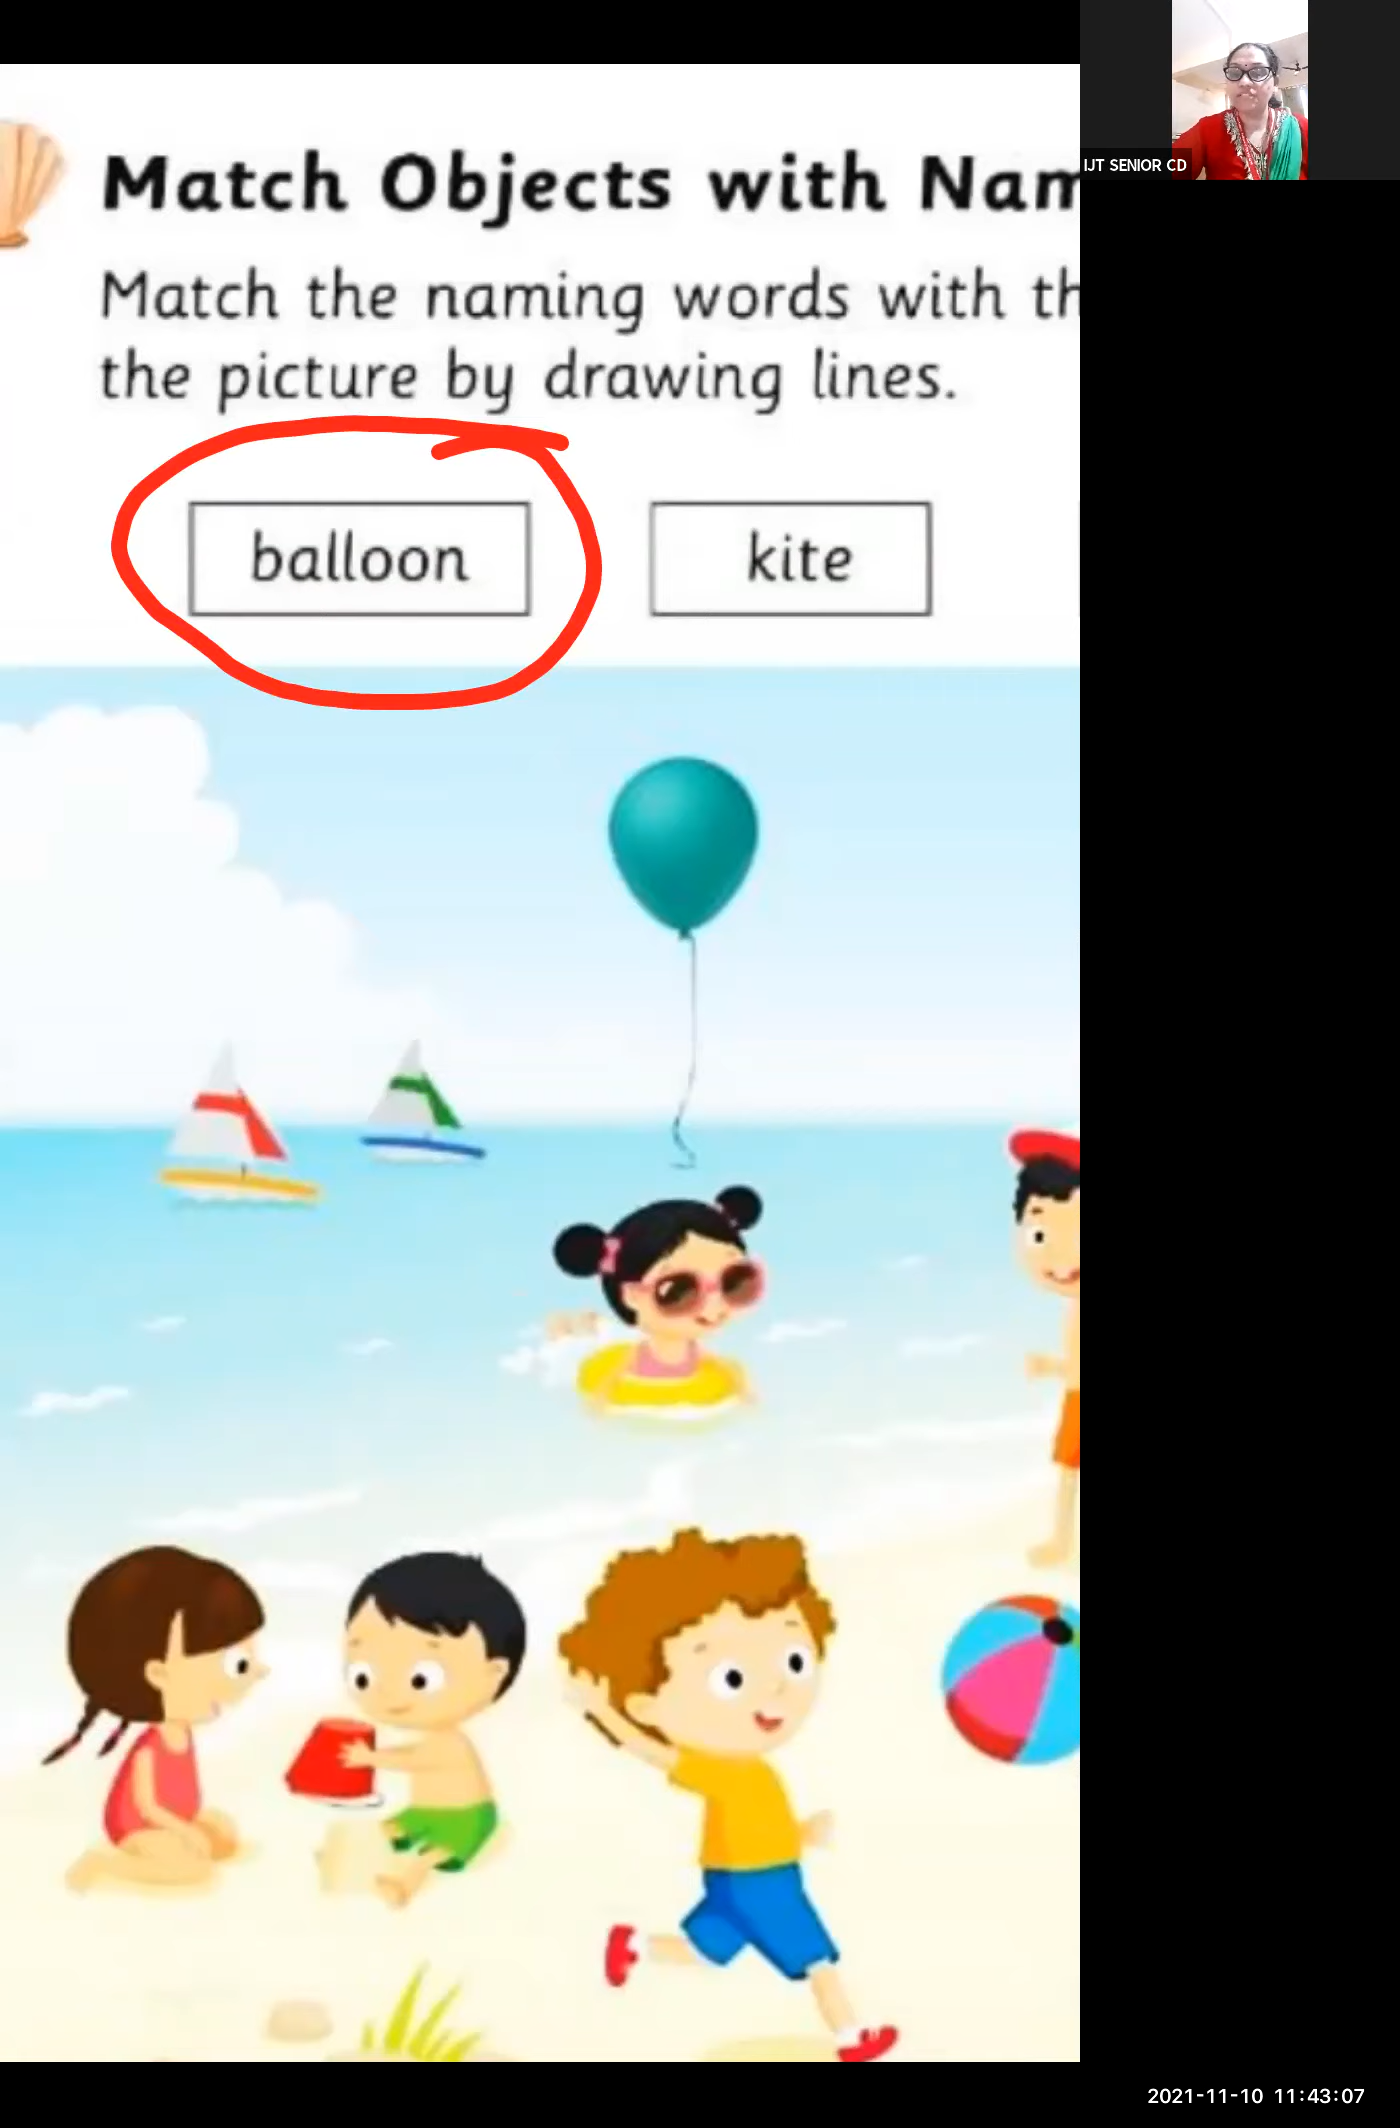 IJT SENIOR CD
Match Objects with Nam
Match the naming words with th
the picture by drawing lines.
balloon
kite
2021-11-10 11:43:07